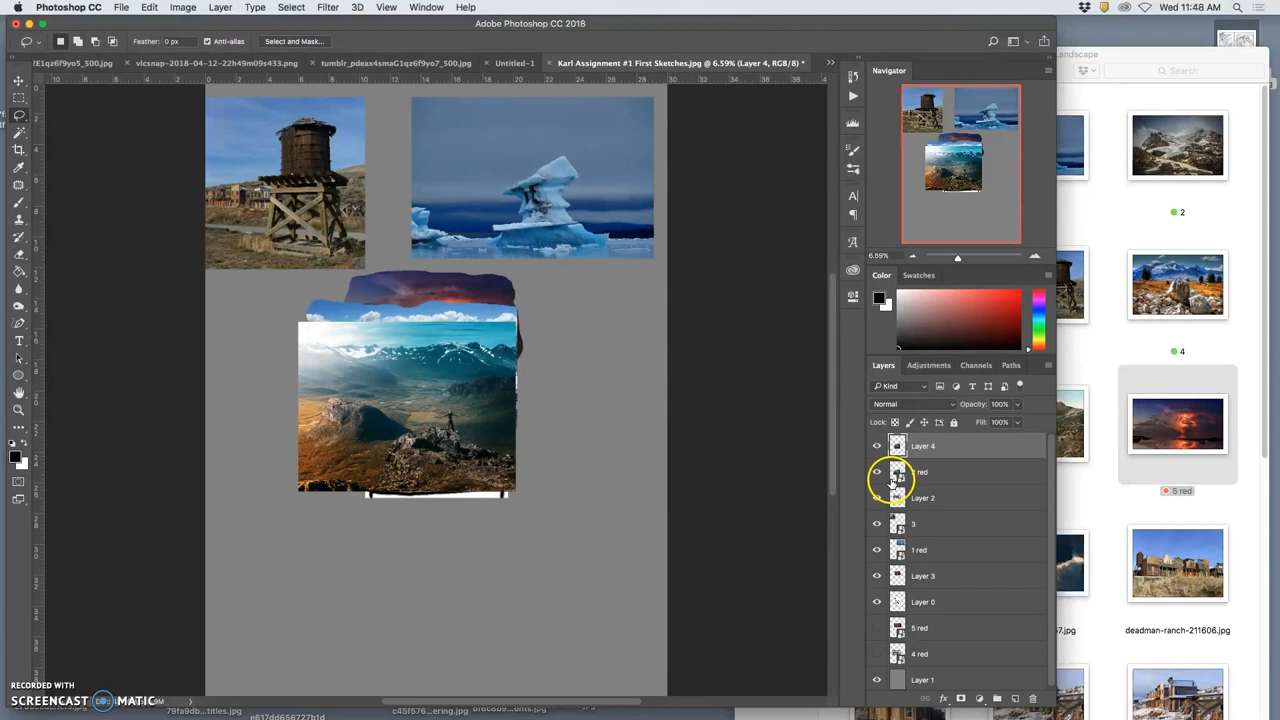 Photoshop CC File Edit Image Layer Type Select Filter 3D View Window Help Wed 11:48 AM
Adobe Photoshop CC 2018
Feather: 0 px Anti-alias Select and Mask...
vlcsnap-2018-04-12-22h49m09s433.png Untitled-1 Karl Assignment #1 First Sketches.jpg @ 6.59% (Layer 4, RGB/8) *
Navigator
Search
6.59%
2
Color Swatches
4
Layers Adjustments Channels Paths
Kind
Normal Opacity: 100%
Lock: Fill: 100%
Layer 4
red
Layer 2
5 red
3
1 red
Layer 3
Layer 0
5 red
deadman-ranch-211606.jpg
4 red
Layer 1
RECORDED WITH
SCREENCAST MATIC